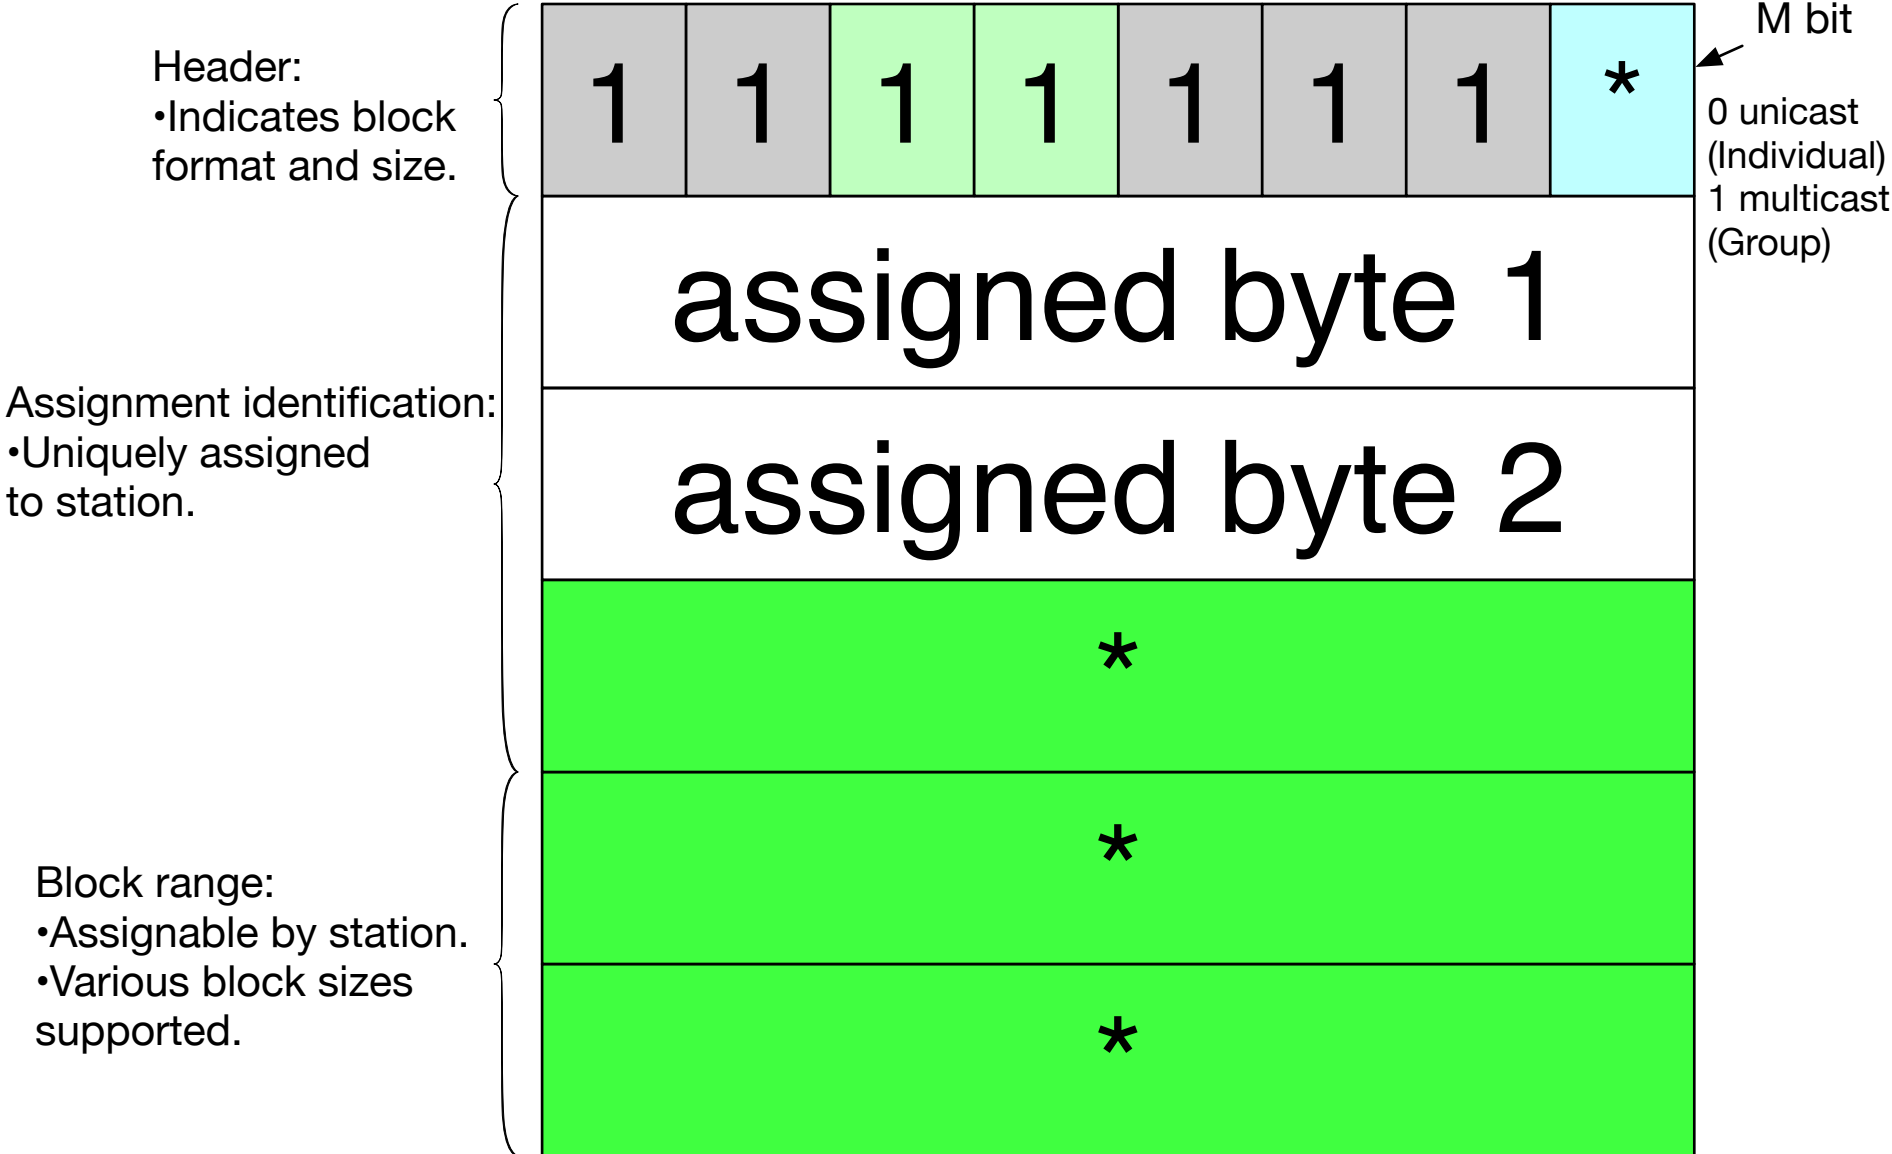 Header:
•Indicates block
format and size.
1 1 1 1 1 1 1 *
M bit
0 unicast
(Individual)
1 multicast
(Group)
Assignment identification:
•Uniquely assigned
to station.
assigned byte 1
assigned byte 2
*
Block range:
•Assignable by station.
•Various block sizes
supported.
*
*